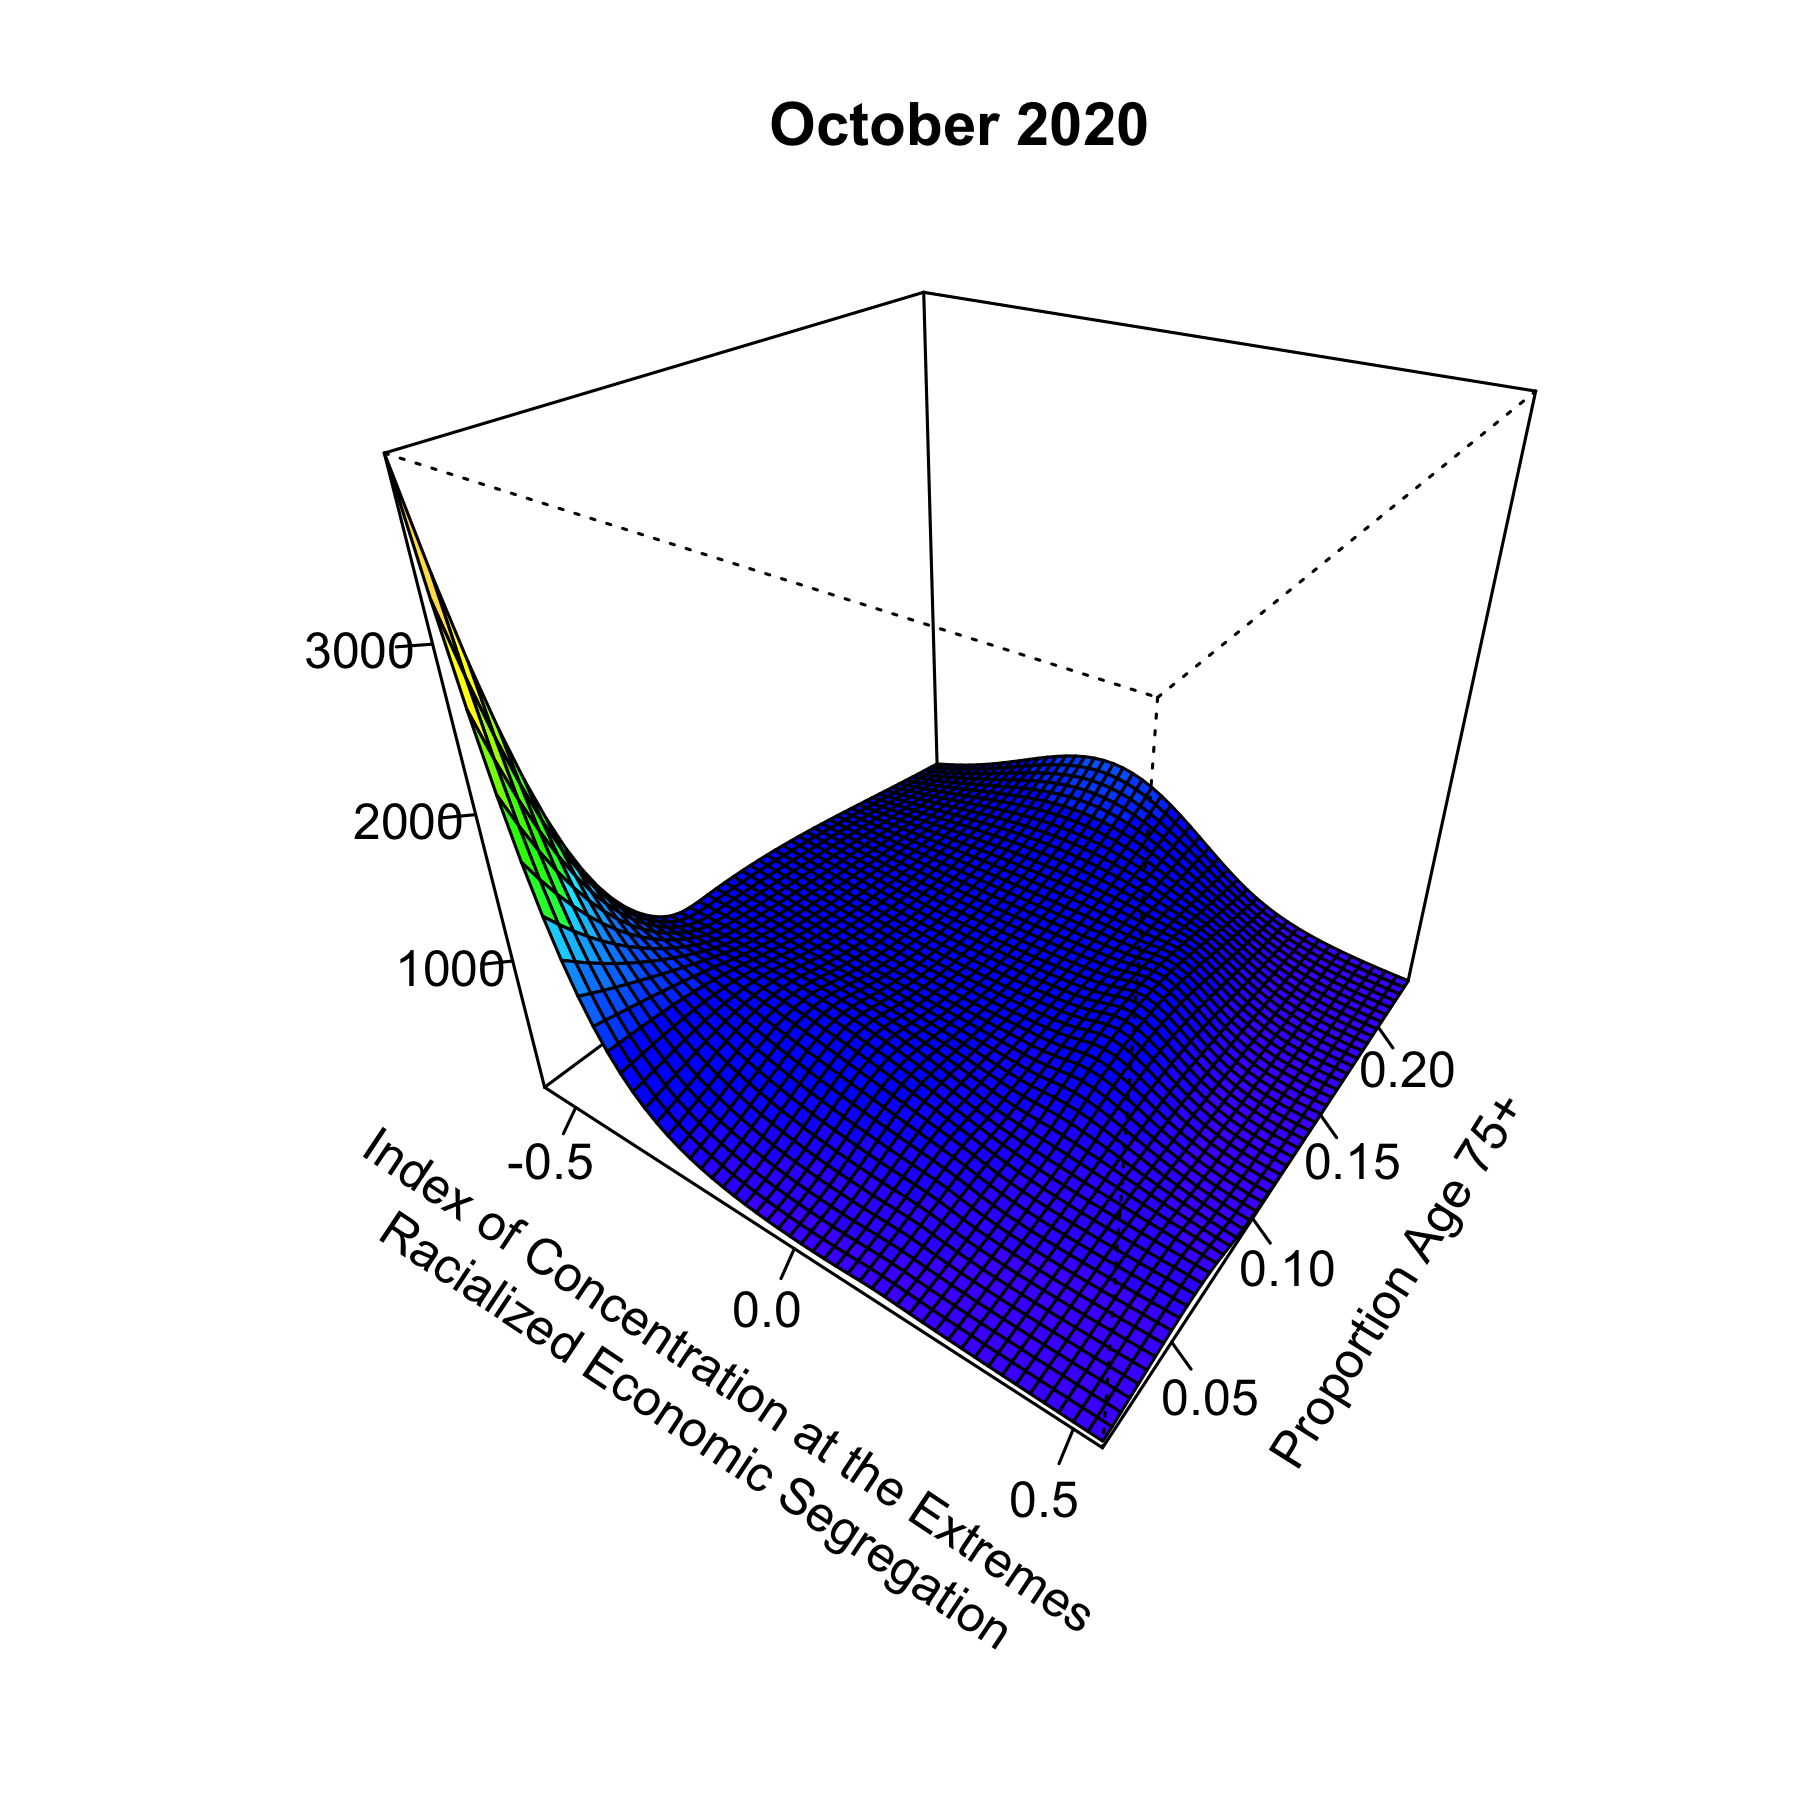 October 2020
3000
2000
1000
-0.5
0.0
0.5
Index of Concentration at the Extremes
Racialized Economic Segregation
0.20
0.15
0.10
0.05
Proportion Age 75+